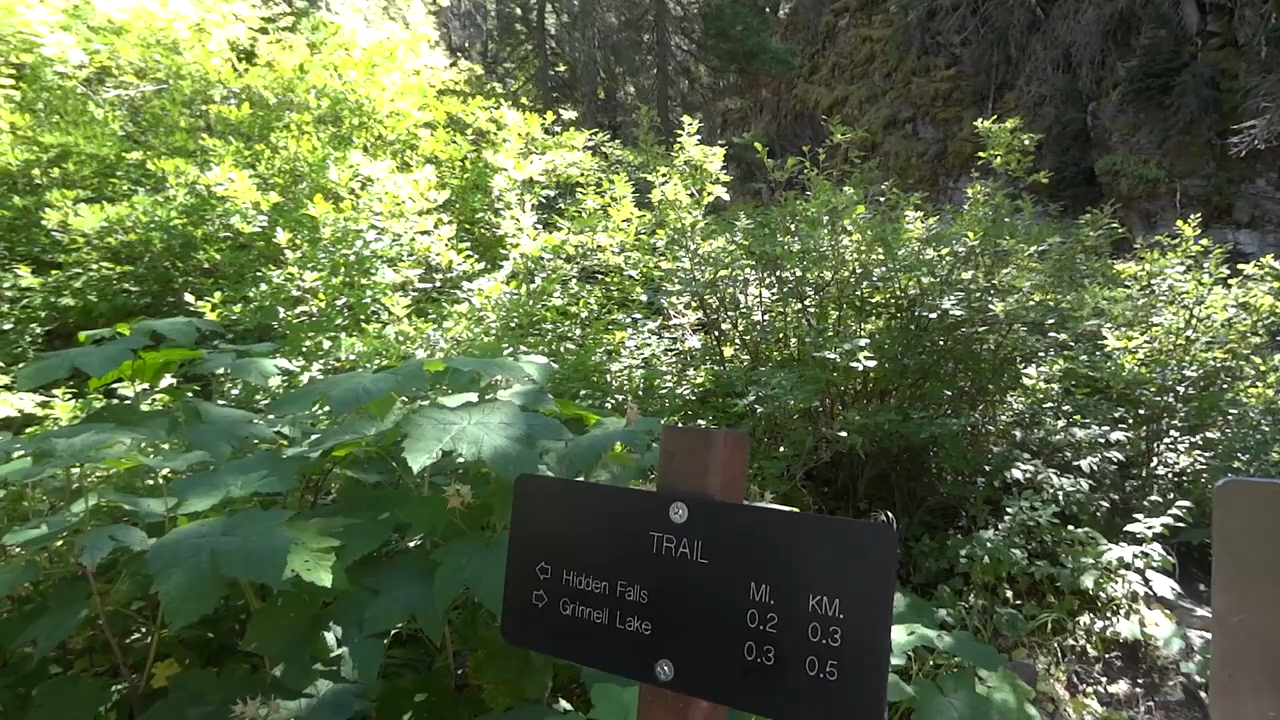 TRAIL
MI. KM.
⇦ Hidden Falls 0.2 0.3
⇨ Grinnell Lake 0.3 0.5